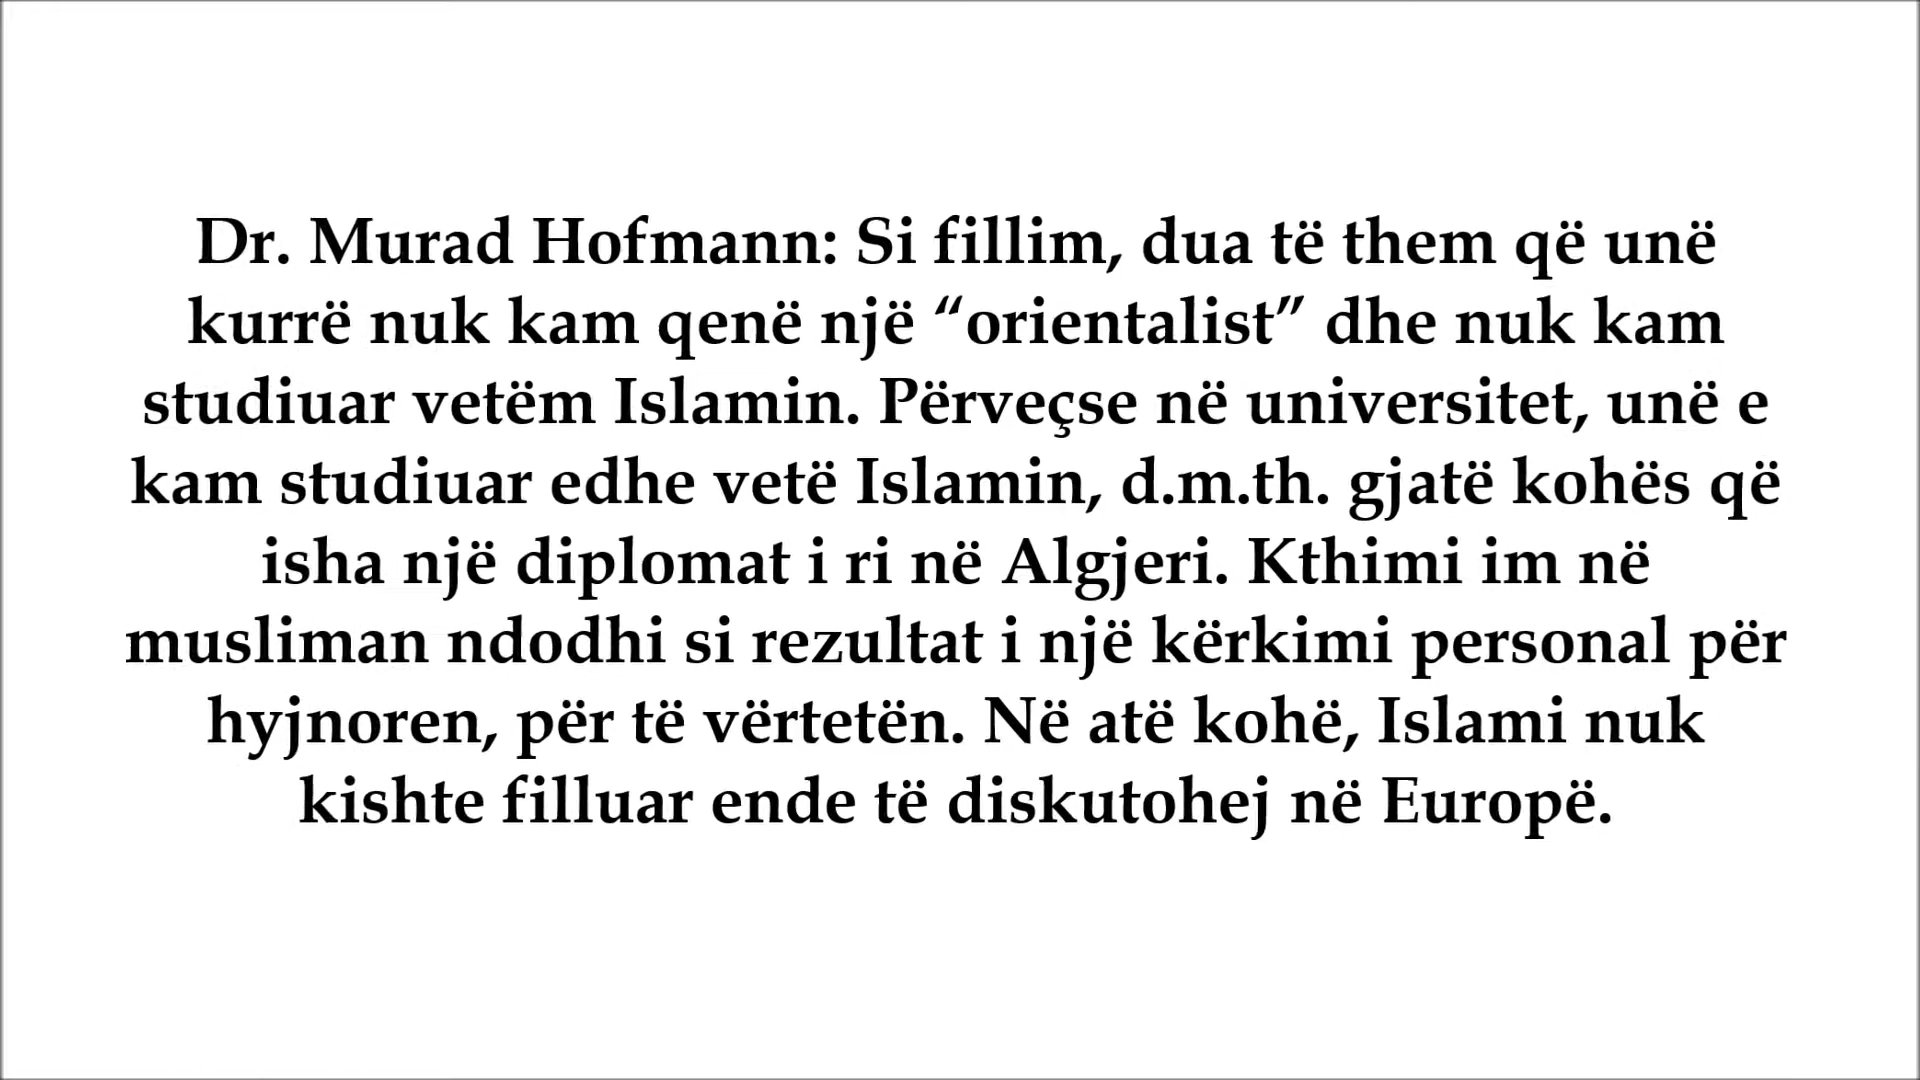 Dr. Murad Hofmann: Si fillim, dua të them që unë
kurrë nuk kam qenë një “orientalist” dhe nuk kam
studiuar vetëm Islamin. Përveçse në universitet, unë e
kam studiuar edhe vetë Islamin, d.m.th. gjatë kohës që
isha një diplomat i ri në Algjeri. Kthimi im në
musliman ndodhi si rezultat i një kërkimi personal për
hyjnoren, për të vërtetën. Në atë kohë, Islami nuk
kishte filluar ende të diskutohej në Europë.